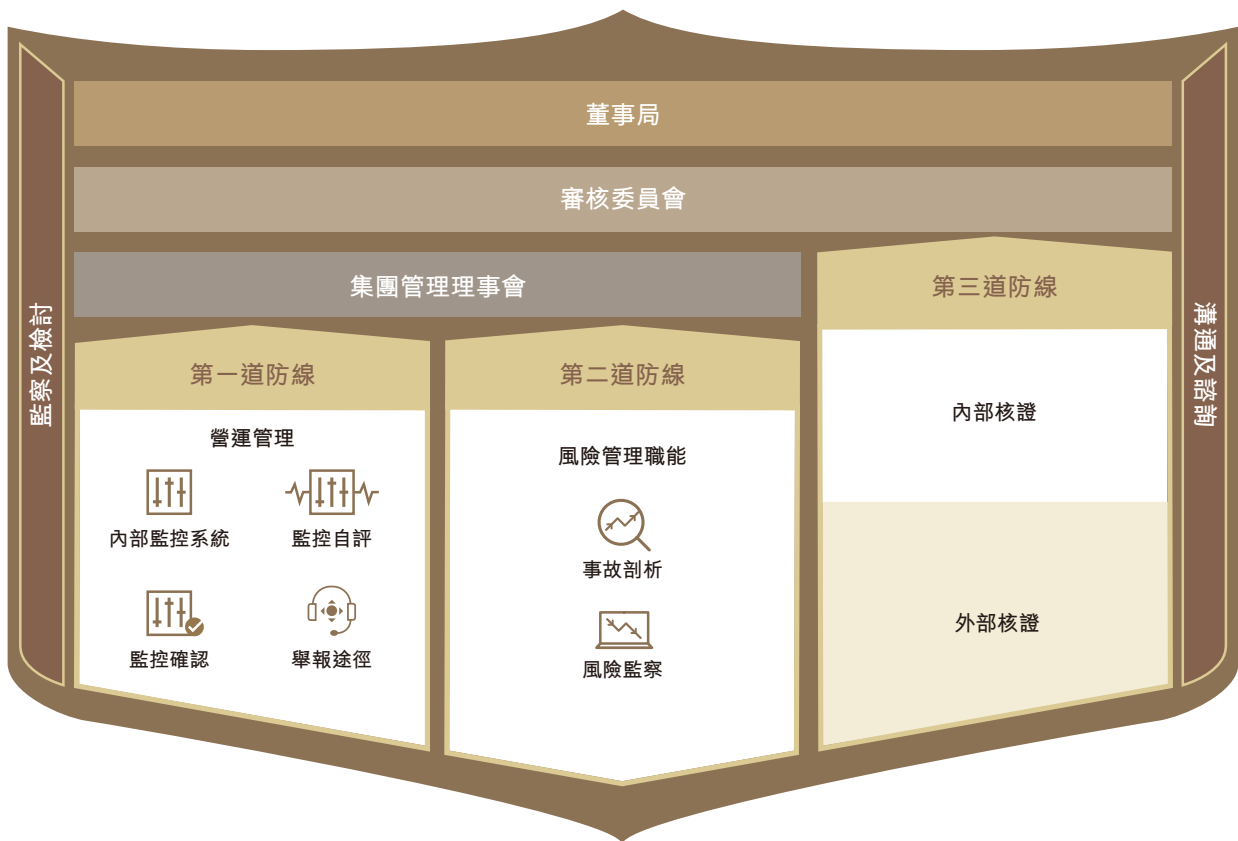 董事局
審核委員會
集團管理理事會
第三道防線
第一道防線
第二道防線
監察及檢討
溝通及諮詢
營運管理
內部監控系統
監控自評
監控確認
舉報途徑
風險管理職能
事故剖析
風險監察
內部核證
外部核證